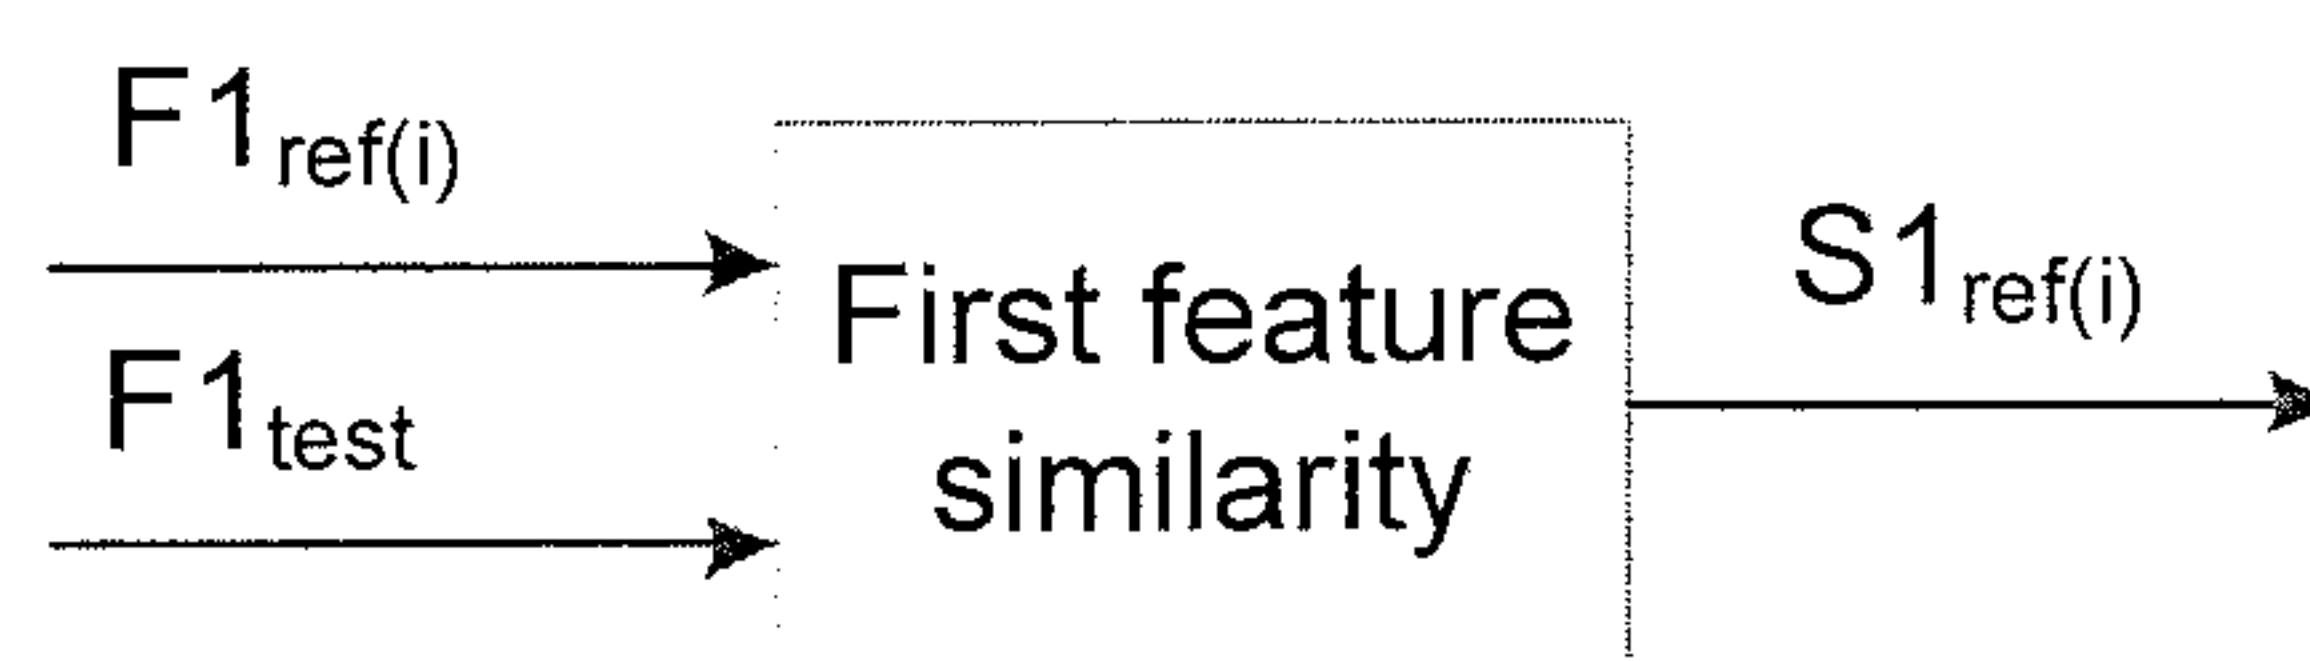 F1ref(i)
F1test
First feature
similarity
S1ref(i)